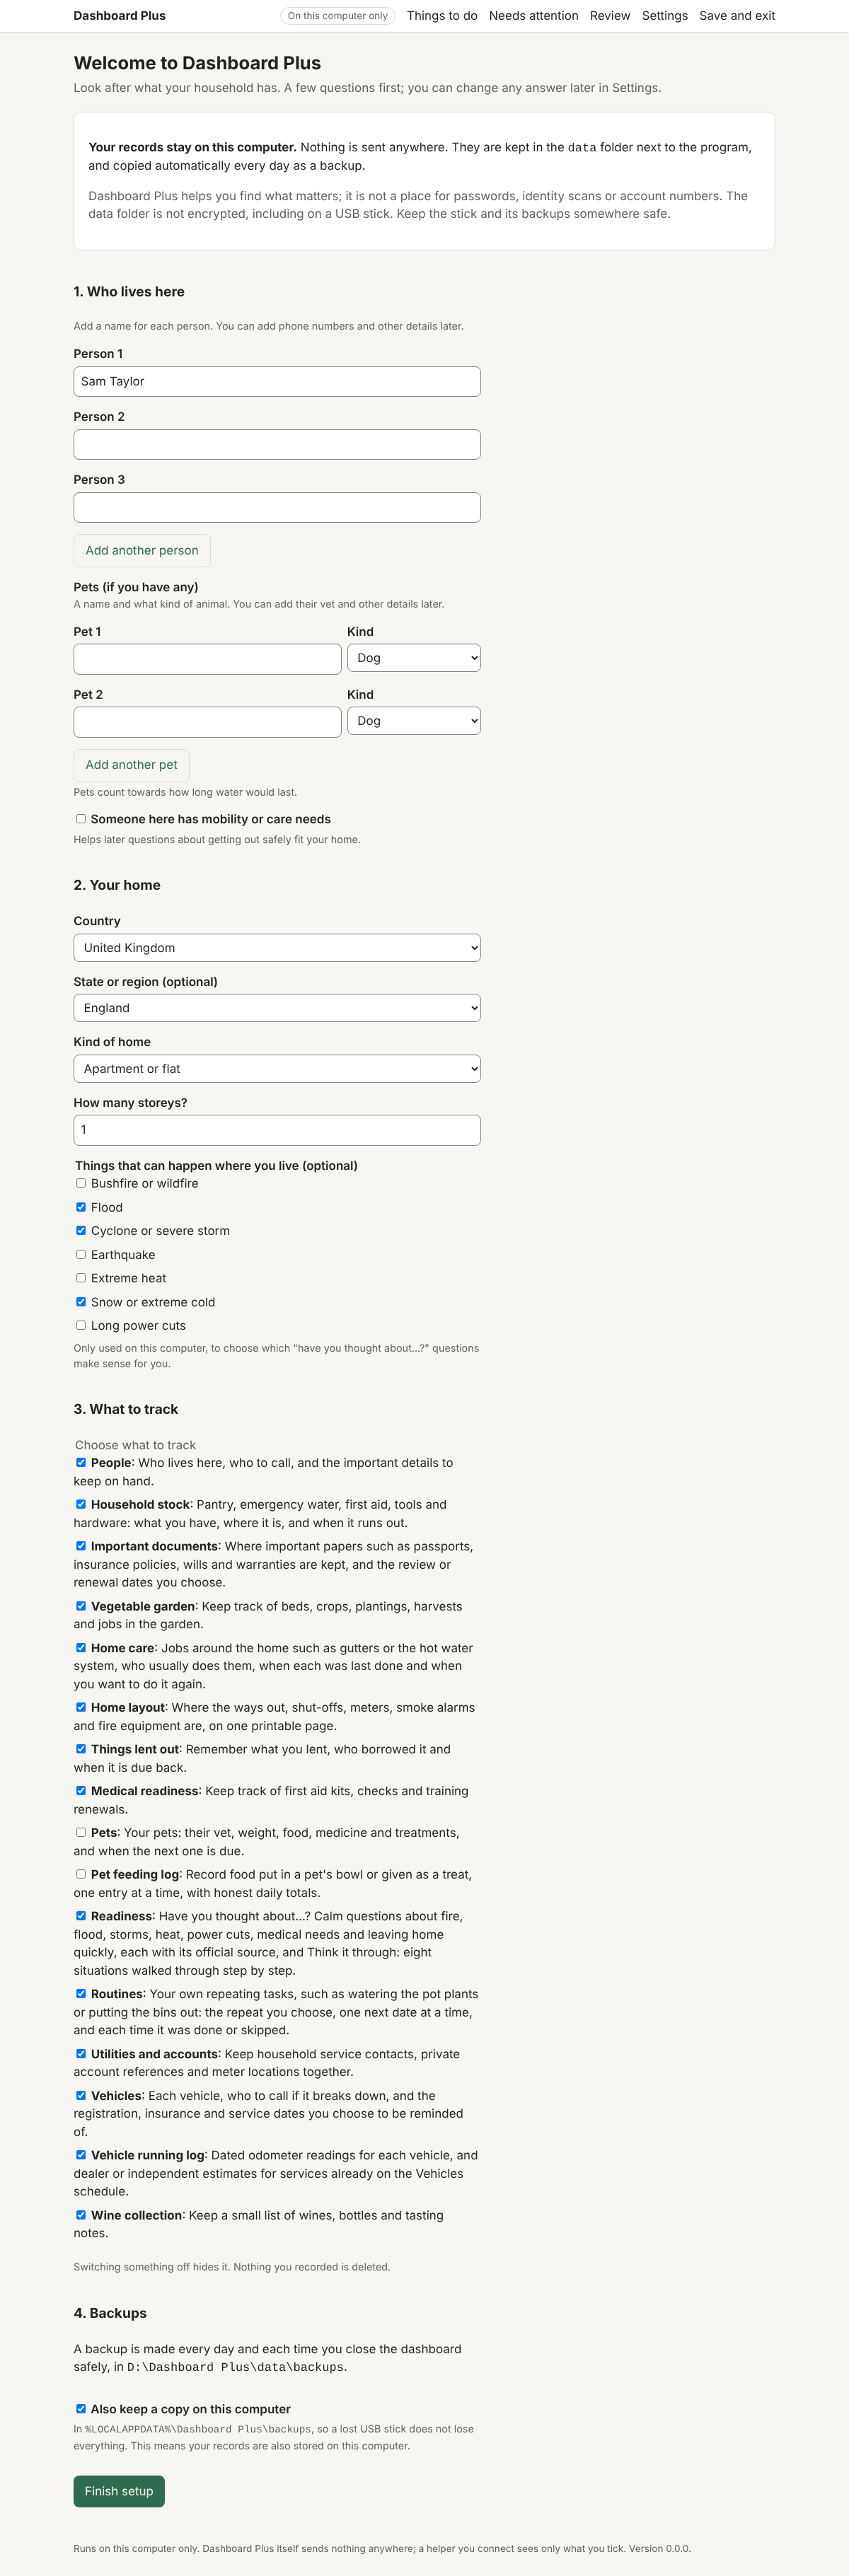 Dashboard Plus
On this computer only
Things to do
Needs attention
Review
Settings
Save and exit
Welcome to Dashboard Plus
Look after what your household has. A few questions first; you can change any answer later in Settings.
Your records stay on this computer. Nothing is sent anywhere. They are kept in the data folder next to the program,
and copied automatically every day as a backup.
Dashboard Plus helps you find what matters; it is not a place for passwords, identity scans or account numbers. The
data folder is not encrypted, including on a USB stick. Keep the stick and its backups somewhere safe.
1. Who lives here
Add a name for each person. You can add phone numbers and other details later.
Person 1
Sam Taylor
Person 2
Person 3
Add another person
Pets (if you have any)
A name and what kind of animal. You can add their vet and other details later.
Pet 1
Kind
Dog
Pet 2
Kind
Dog
Add another pet
Pets count towards how long water would last.
Someone here has mobility or care needs
Helps later questions about getting out safely fit your home.
2. Your home
Country
United Kingdom
State or region (optional)
England
Kind of home
Apartment or flat
How many storeys?
1
Things that can happen where you live (optional)
Bushfire or wildfire
Flood
Cyclone or severe storm
Earthquake
Extreme heat
Snow or extreme cold
Long power cuts
Only used on this computer, to choose which "have you thought about...?" questions
make sense for you.
3. What to track
Choose what to track
People: Who lives here, who to call, and the important details to
keep on hand.
Household stock: Pantry, emergency water, first aid, tools and
hardware: what you have, where it is, and when it runs out.
Important documents: Where important papers such as passports,
insurance policies, wills and warranties are kept, and the review or
renewal dates you choose.
Vegetable garden: Keep track of beds, crops, plantings, harvests
and jobs in the garden.
Home care: Jobs around the home such as gutters or the hot water
system, who usually does them, when each was last done and when
you want to do it again.
Home layout: Where the ways out, shut-offs, meters, smoke alarms
and fire equipment are, on one printable page.
Things lent out: Remember what you lent, who borrowed it and
when it is due back.
Medical readiness: Keep track of first aid kits, checks and training
renewals.
Pets: Your pets: their vet, weight, food, medicine and treatments,
and when the next one is due.
Pet feeding log: Record food put in a pet's bowl or given as a treat,
one entry at a time, with honest daily totals.
Readiness: Have you thought about...? Calm questions about fire,
flood, storms, heat, power cuts, medical needs and leaving home
quickly, each with its official source, and Think it through: eight
situations walked through step by step.
Routines: Your own repeating tasks, such as watering the pot plants
or putting the bins out: the repeat you choose, one next date at a time,
and each time it was done or skipped.
Utilities and accounts: Keep household service contacts, private
account references and meter locations together.
Vehicles: Each vehicle, who to call if it breaks down, and the
registration, insurance and service dates you choose to be reminded
of.
Vehicle running log: Dated odometer readings for each vehicle, and
dealer or independent estimates for services already on the Vehicles
schedule.
Wine collection: Keep a small list of wines, bottles and tasting
notes.
Switching something off hides it. Nothing you recorded is deleted.
4. Backups
A backup is made every day and each time you close the dashboard
safely, in D:\Dashboard Plus\data\backups.
Also keep a copy on this computer
In %LOCALAPPDATA%\Dashboard Plus\backups, so a lost USB stick does not lose
everything. This means your records are also stored on this computer.
Finish setup
Runs on this computer only. Dashboard Plus itself sends nothing anywhere; a helper you connect sees only what you tick. Version 0.0.0.